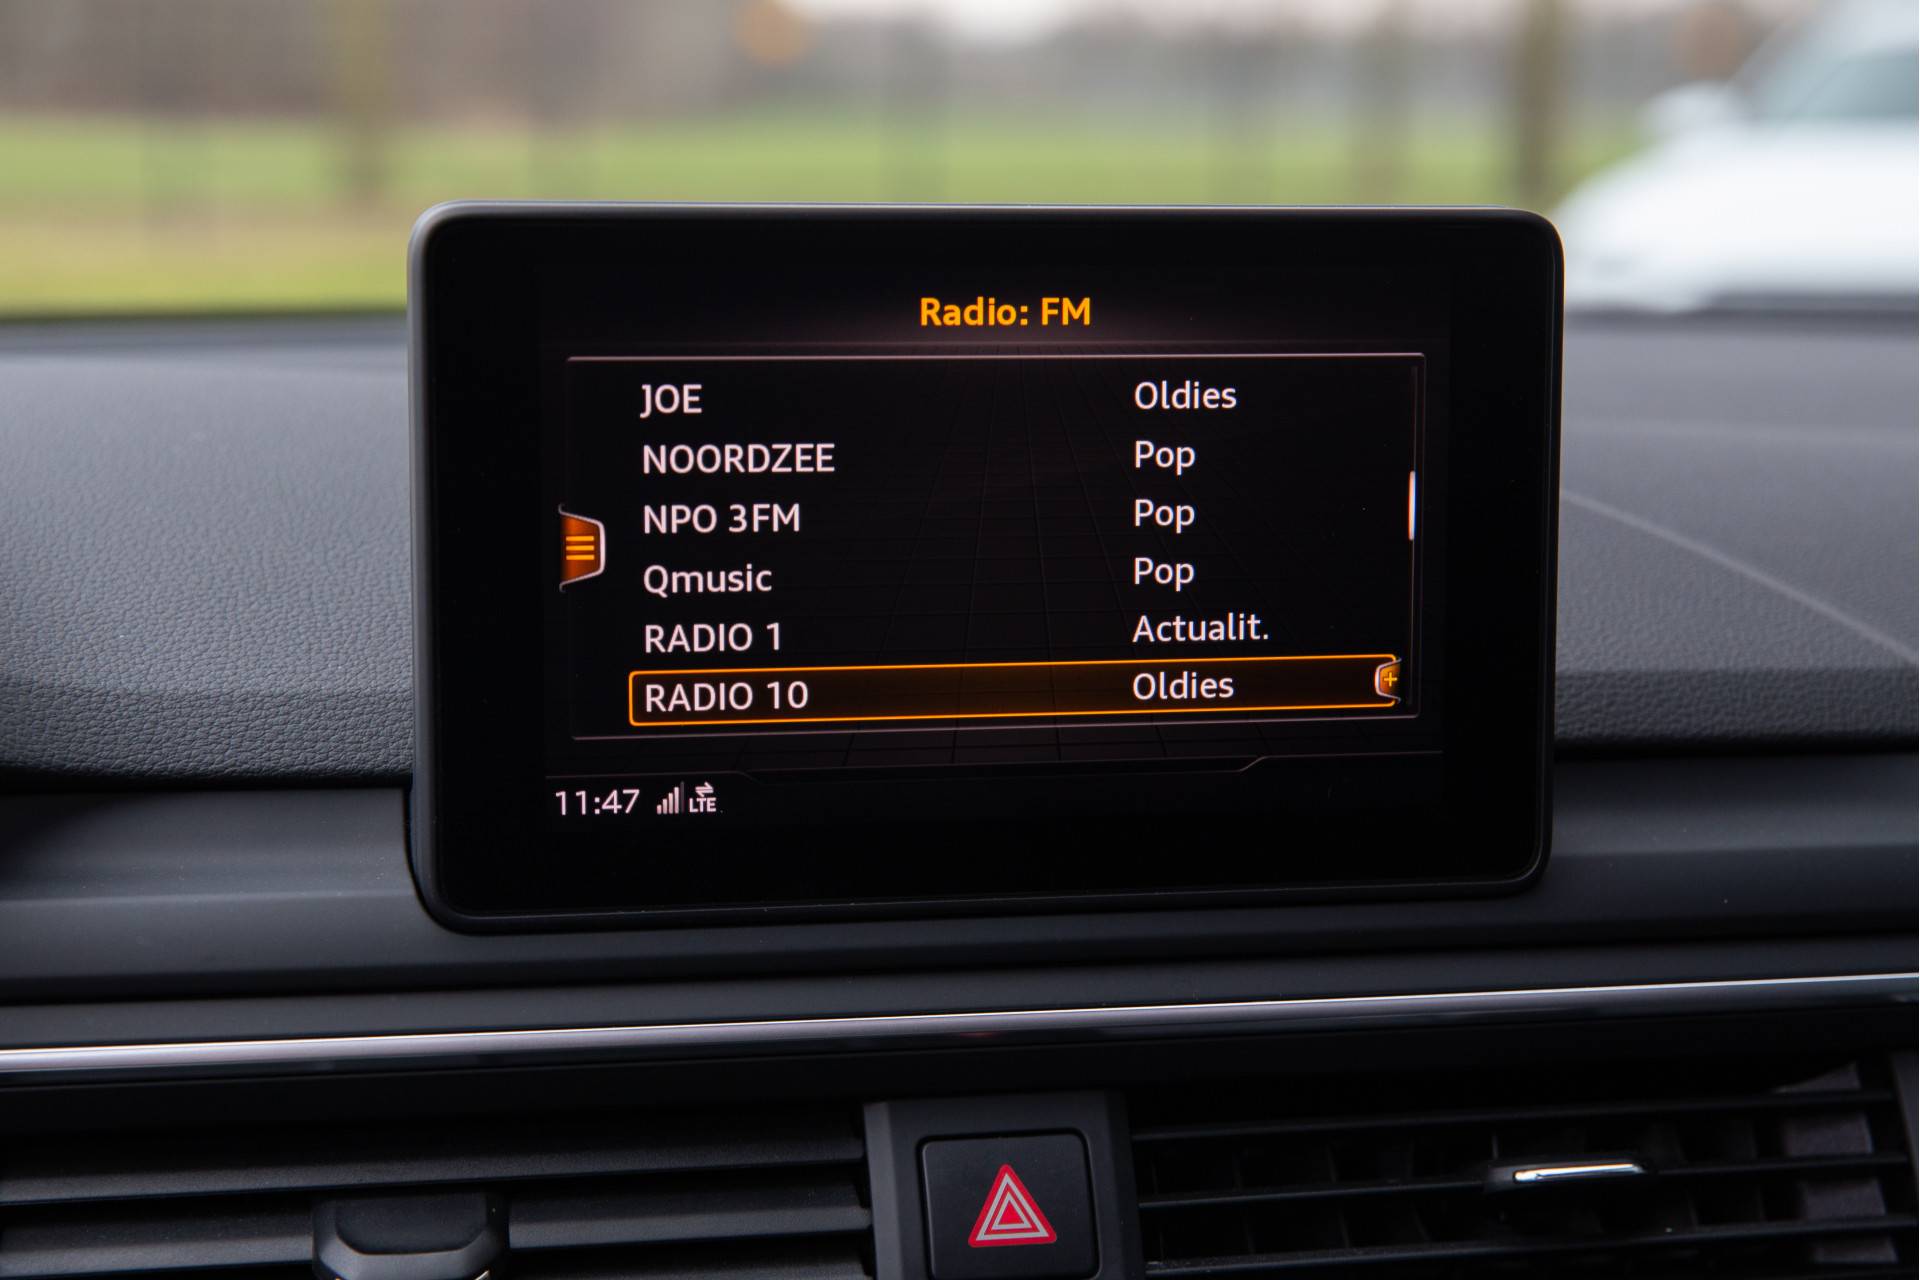 Radio: FM
JOE Oldies
NOORDZEE Pop
NPO 3FM Pop
Qmusic Pop
RADIO 1 Actualit.
RADIO 10 Oldies
11:47 LTE